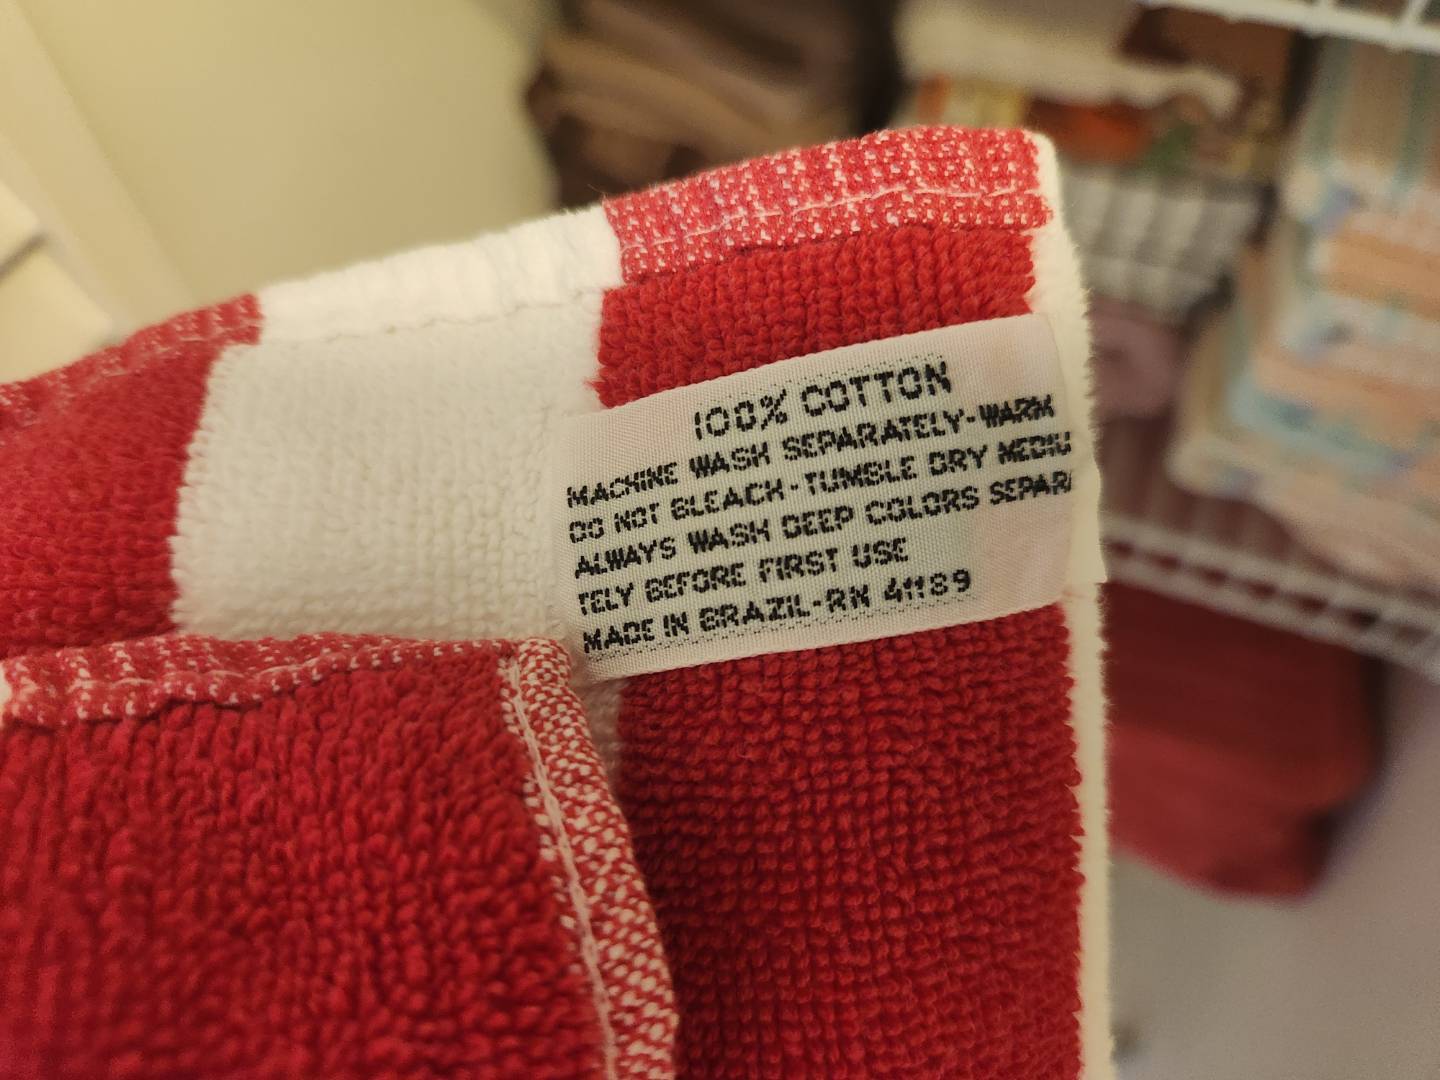 100% COTTON
MACHINE WASH SEPARATELY-WARM
DO NOT BLEACH-TUMBLE DRY MEDIU
ALWAYS WASH DEEP COLORS SEPARA
TELY BEFORE FIRST USE
MADE IN BRAZIL-RN 41189